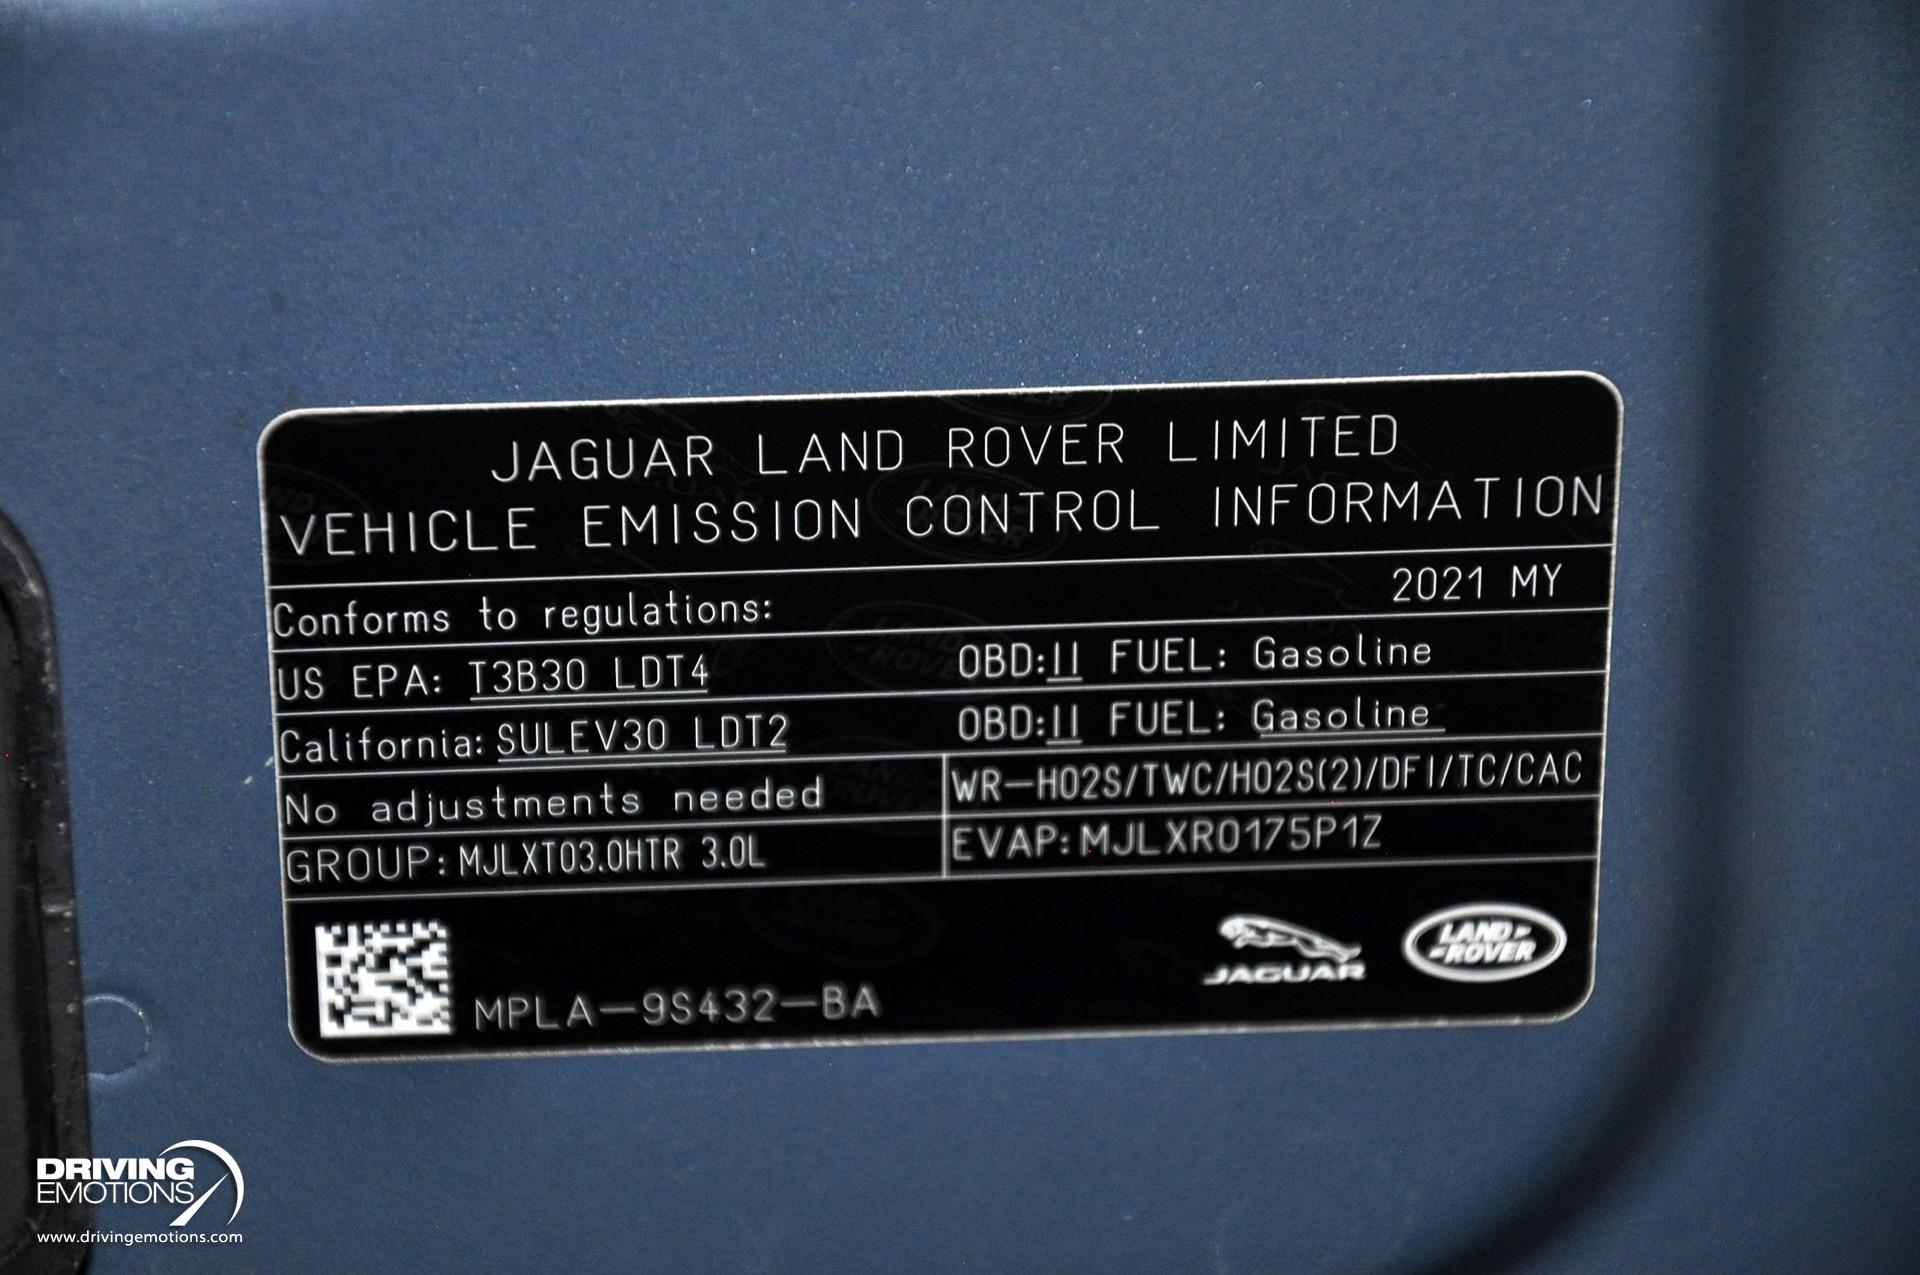 JAGUAR LAND ROVER LIMITED
VEHICLE EMISSION CONTROL INFORMATION
Conforms to regulations: 2021 MY
US EPA: T3B30 LDT4 OBD:II FUEL: Gasoline
California: SULEV30 LDT2 OBD:II FUEL: Gasoline
No adjustments needed WR-HO2S/TWC/HO2S(2)/DFI/TC/CAC
GROUP: MJLXT03.0HTR 3.0L EVAP: MJLXR0175P1Z
MPLA-9S432-BA
JAGUAR
LAND
ROVER
DRIVING
EMOTIONS
www.drivingemotions.com